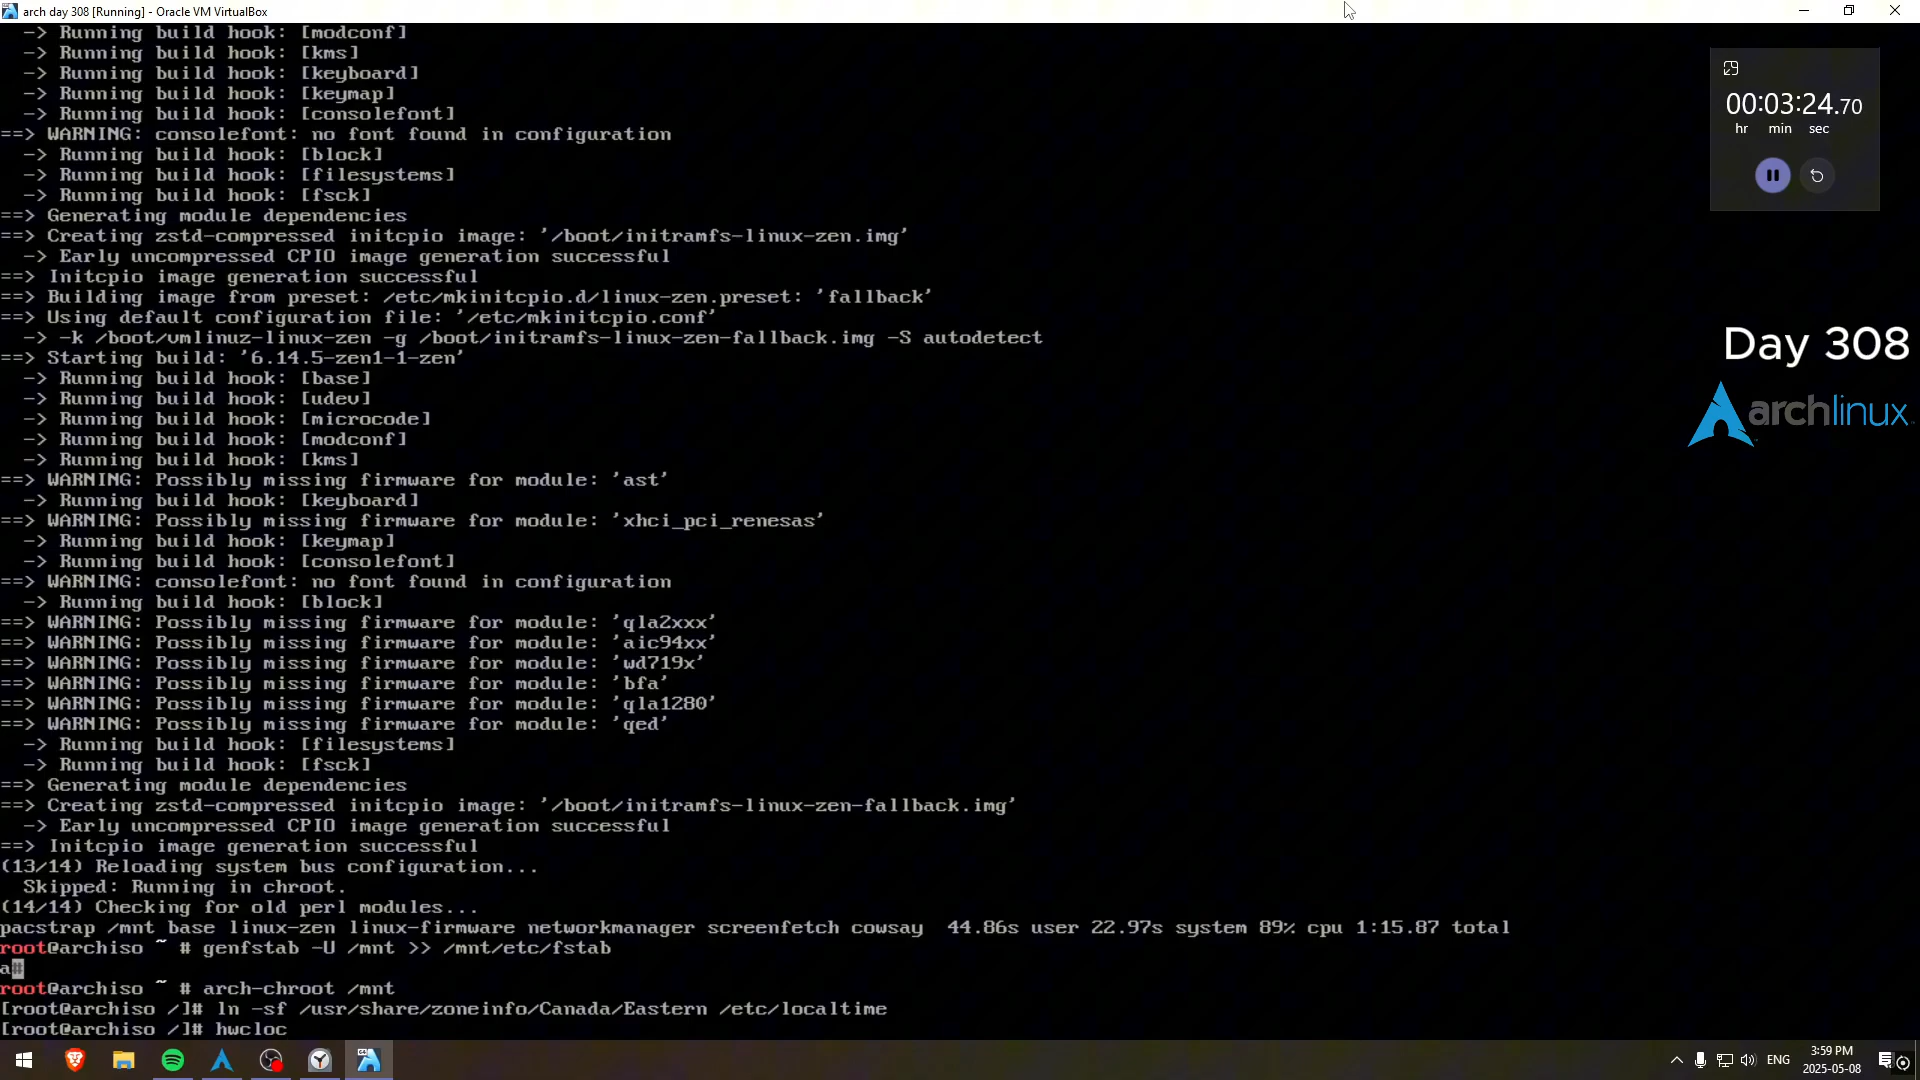 arch day 308 [Running] - Oracle VM VirtualBox
-> Running build hook: [modconf]
-> Running build hook: [kms]
-> Running build hook: [keyboard]
-> Running build hook: [keymap]
-> Running build hook: [consolefont]
==> WARNING: consolefont: no font found in configuration
-> Running build hook: [block]
-> Running build hook: [filesystems]
-> Running build hook: [fsck]
==> Generating module dependencies
==> Creating zstd-compressed initcpio image: '/boot/initramfs-linux-zen.img'
-> Early uncompressed CPIO image generation successful
==> Initcpio image generation successful
==> Building image from preset: /etc/mkinitcpio.d/linux-zen.preset: 'fallback'
==> Using default configuration file: '/etc/mkinitcpio.conf'
-> -k /boot/vmlinuz-linux-zen -g /boot/initramfs-linux-zen-fallback.img -S autodetect
==> Starting build: '6.14.5-zen1-1-zen'
-> Running build hook: [base]
-> Running build hook: [udev]
-> Running build hook: [microcode]
-> Running build hook: [modconf]
-> Running build hook: [kms]
==> WARNING: Possibly missing firmware for module: 'ast'
-> Running build hook: [keyboard]
==> WARNING: Possibly missing firmware for module: 'xhci_pci_renesas'
-> Running build hook: [keymap]
-> Running build hook: [consolefont]
==> WARNING: consolefont: no font found in configuration
-> Running build hook: [block]
==> WARNING: Possibly missing firmware for module: 'qla2xxx'
==> WARNING: Possibly missing firmware for module: 'aic94xx'
==> WARNING: Possibly missing firmware for module: 'wd719x'
==> WARNING: Possibly missing firmware for module: 'bfa'
==> WARNING: Possibly missing firmware for module: 'qla1280'
==> WARNING: Possibly missing firmware for module: 'qed'
-> Running build hook: [filesystems]
-> Running build hook: [fsck]
==> Generating module dependencies
==> Creating zstd-compressed initcpio image: '/boot/initramfs-linux-zen-fallback.img'
-> Early uncompressed CPIO image generation successful
==> Initcpio image generation successful
(13/14) Reloading system bus configuration...
Skipped: Running in chroot.
(14/14) Checking for old perl modules...
pacstrap /mnt base linux-zen linux-firmware networkmanager screenfetch cowsay 44.86s user 22.97s system 89% cpu 1:15.87 total
root@archiso ~ # genfstab -U /mnt >> /mnt/etc/fstab
a#
root@archiso ~ # arch-chroot /mnt
[root@archiso /]# ln -sf /usr/share/zoneinfo/Canada/Eastern /etc/localtime
[root@archiso /]# hwcloc
00:03:24.70
hr min sec
Day 308
archlinux
ENG
3:59 PM
2025-05-08